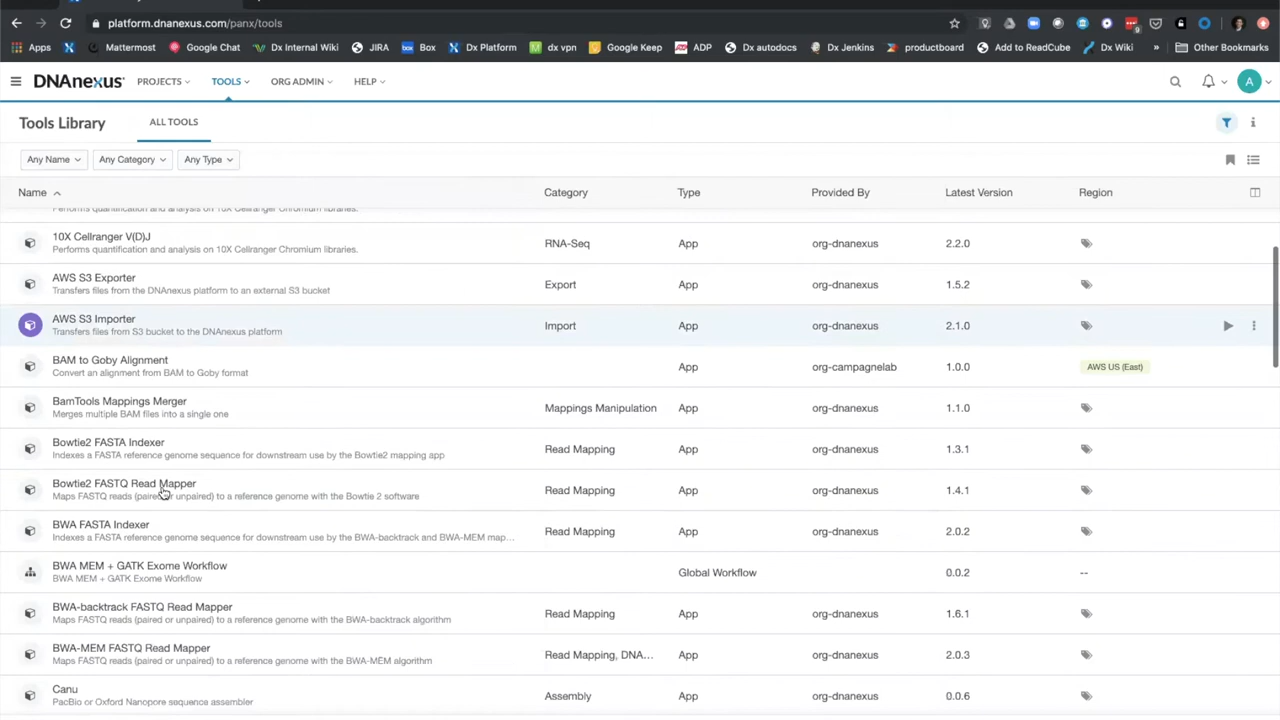 platform.dnanexus.com/panx/tools
9
Apps
Mattermost
Google Chat
Dx Internal Wiki
JIRA
box
Box
Dx Platform
dx vpn
Google Keep
ADP
Dx autodocs
Dx Jenkins
productboard
Add to ReadCube
Dx Wiki
»
Other Bookmarks
DNAnexus
PROJECTS
TOOLS
ORG ADMIN
HELP
A
Tools Library
ALL TOOLS
Any Name
Any Category
Any Type
Name Category Type Provided By Latest Version Region
Performs quantification and analysis on 10X Cellranger Chromium libraries.
10X Cellranger V(D)J
Performs quantification and analysis on 10X Cellranger Chromium libraries.
RNA-Seq App org-dnanexus 2.2.0
AWS S3 Exporter
Transfers files from the DNAnexus platform to an external S3 bucket
Export App org-dnanexus 1.5.2
AWS S3 Importer
Transfers files from S3 bucket to the DNAnexus platform
Import App org-dnanexus 2.1.0
BAM to Goby Alignment
Convert an alignment from BAM to Goby format
App org-campagnelab 1.0.0 AWS US (East)
BamTools Mappings Merger
Merges multiple BAM files into a single one
Mappings Manipulation App org-dnanexus 1.1.0
Bowtie2 FASTA Indexer
Indexes a FASTA reference genome sequence for downstream use by the Bowtie2 mapping app
Read Mapping App org-dnanexus 1.3.1
Bowtie2 FASTQ Read Mapper
Maps FASTQ reads (paired or unpaired) to a reference genome with the Bowtie 2 software
Read Mapping App org-dnanexus 1.4.1
BWA FASTA Indexer
Indexes a FASTA reference genome sequence for downstream use by the BWA-backtrack and BWA-MEM map...
Read Mapping App org-dnanexus 2.0.2
BWA MEM + GATK Exome Workflow
BWA MEM + GATK Exome Workflow
Global Workflow 0.0.2 --
BWA-backtrack FASTQ Read Mapper
Maps FASTQ reads (paired or unpaired) to a reference genome with the BWA-backtrack algorithm
Read Mapping App org-dnanexus 1.6.1
BWA-MEM FASTQ Read Mapper
Maps FASTQ reads (paired or unpaired) to a reference genome with the BWA-MEM algorithm
Read Mapping, DNA... App org-dnanexus 2.0.3
Canu
PacBio or Oxford Nanopore sequence assembler
Assembly App org-dnanexus 0.0.6